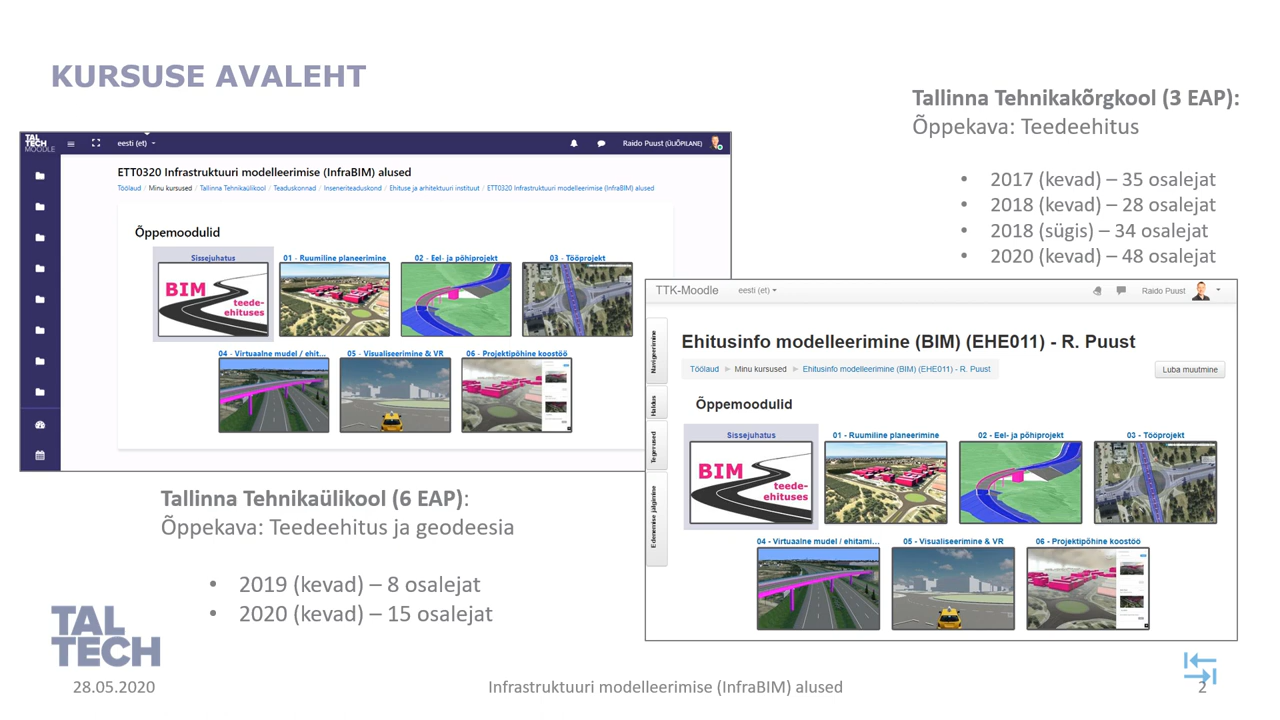 KURSUSE AVALEHT
Tallinna Tehnikakõrgkool (3 EAP):
Õppekava: Teedeehitus
• 2017 (kevad) – 35 osalejat
• 2018 (kevad) – 28 osalejat
• 2018 (sügis) – 34 osalejat
• 2020 (kevad) – 48 osalejat
TAL TECH MOODLE
eesti (et)
Raido Puust (ÜLIÕPILANE)
ETT0320 Infrastruktuuri modelleerimise (InfraBIM) alused
Töölaud / Minu kursused / Tallinna Tehnikaülikool / Teaduskonnad / Inseneriteaduskond / Ehituse ja arhitektuuri instituut / ETT0320 Infrastruktuuri modelleerimise (InfraBIM) alused
Õppemoodulid
Sissejuhatus
01 - Ruumiline planeerimine
02 - Eel- ja põhiprojekt
03 - Tööprojekt
BIM
teede-
ehituses
04 - Virtuaalne mudel / ehit...
05 - Visualiseerimine & VR
06 - Projektipõhine koostöö
TTK-Moodle
eesti (et)
Raido Puust
Navigeerimine
Haldus
Tegevused
Edenemise jälgimine
Ehitusinfo modelleerimine (BIM) (EHE011) - R. Puust
Töölaud
Minu kursused
Ehitusinfo modelleerimine (BIM) (EHE011) - R. Puust
Luba muutmine
Õppemoodulid
Sissejuhatus
01 - Ruumiline planeerimine
02 - Eel- ja põhiprojekt
03 - Tööprojekt
BIM
teede-
ehituses
04 - Virtuaalne mudel / ehitami...
05 - Visualiseerimine & VR
06 - Projektipõhine koostöö
Tallinna Tehnikaülikool (6 EAP):
Õppekava: Teedeehitus ja geodeesia
• 2019 (kevad) – 8 osalejat
• 2020 (kevad) – 15 osalejat
TAL
TECH
28.05.2020
Infrastruktuuri modelleerimise (InfraBIM) alused
2